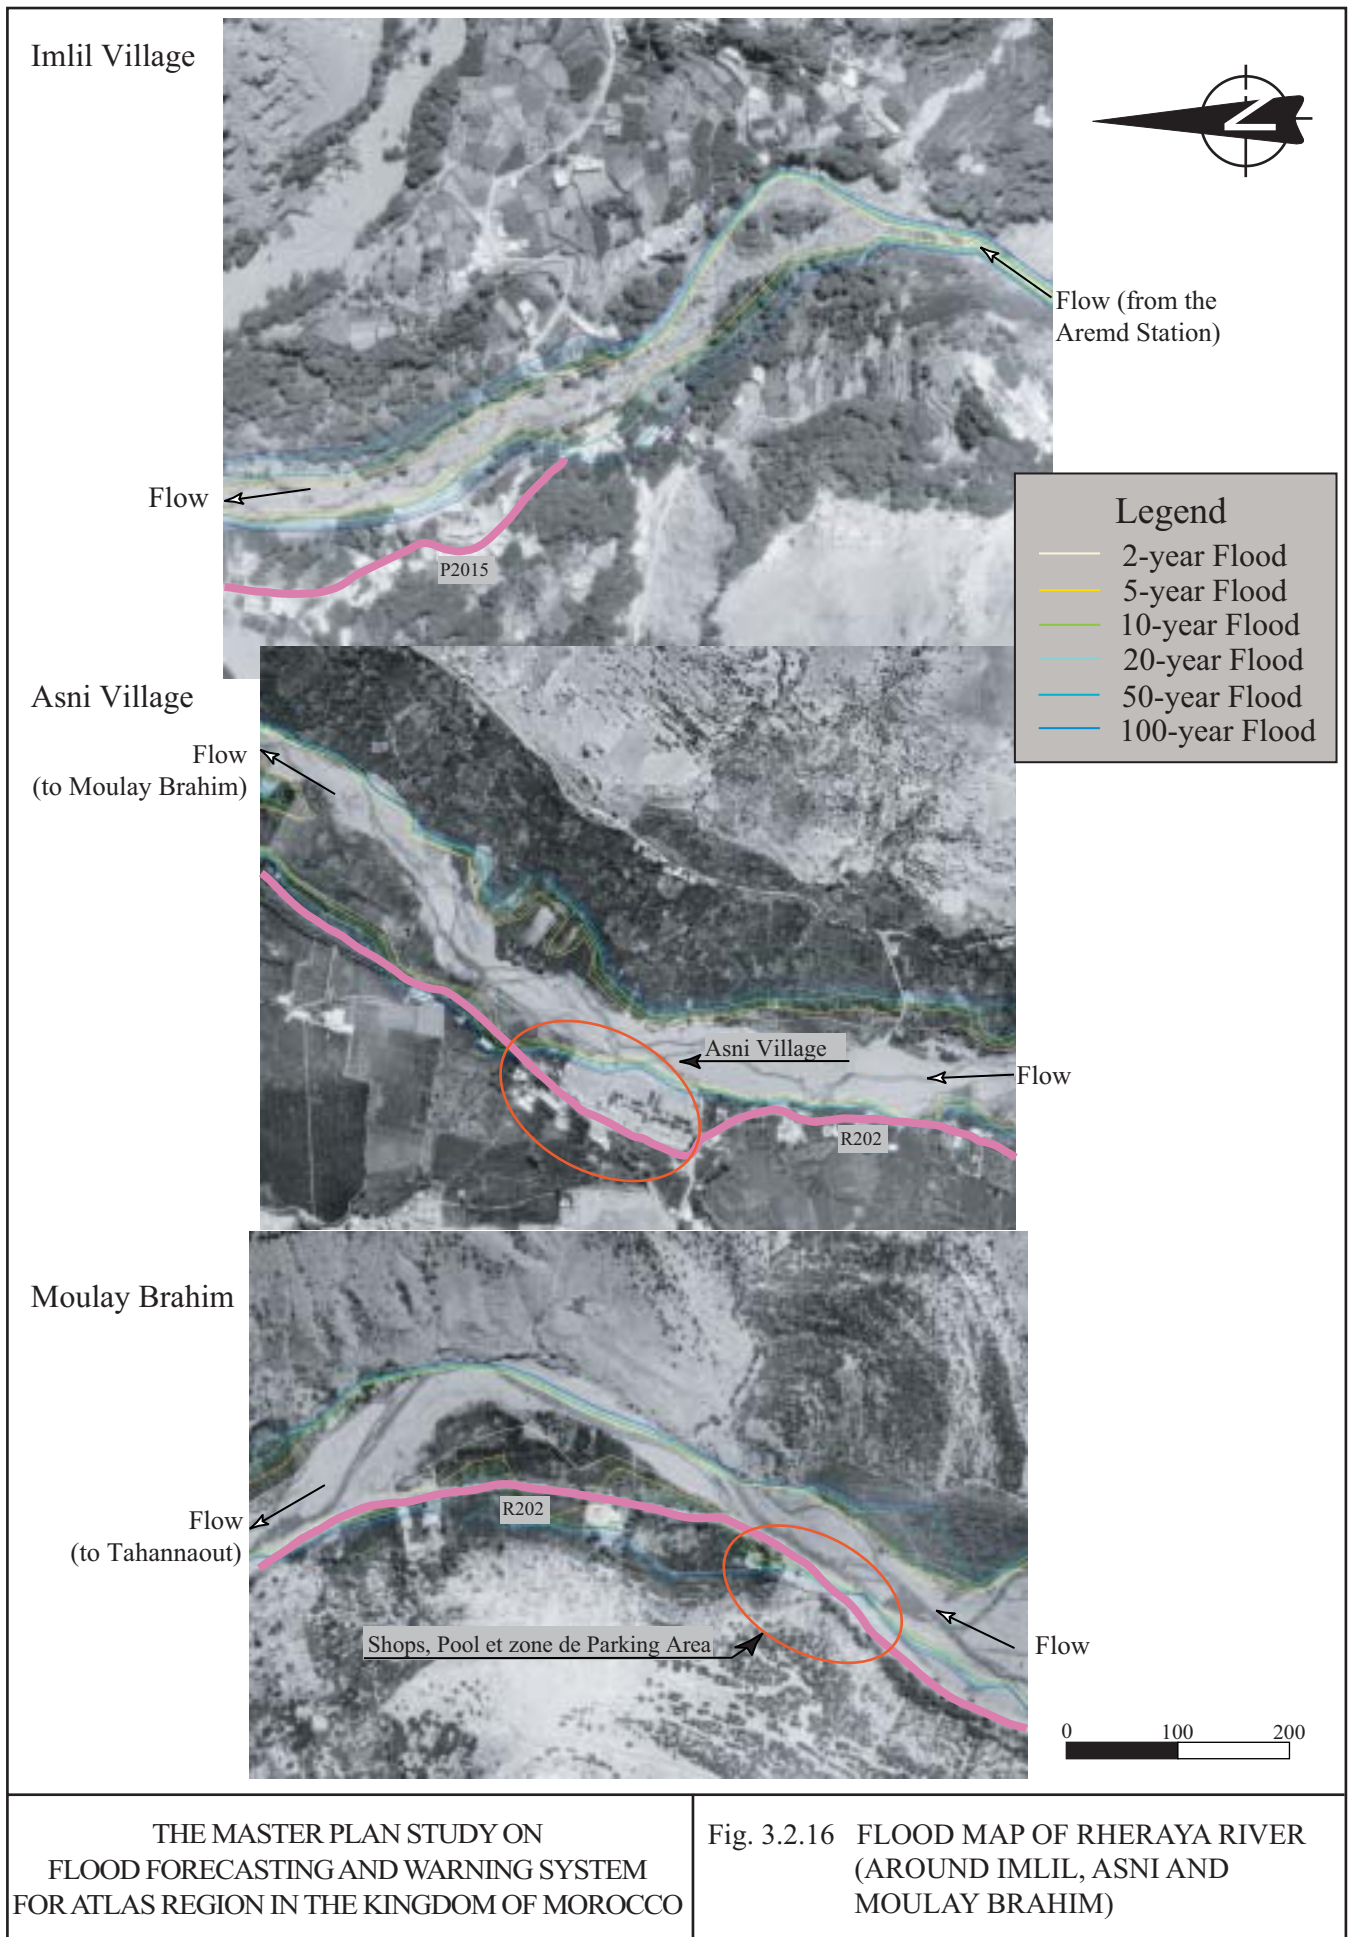 Imlil Village
Z
Flow (from the
Aremd Station)
Flow
P2015
Legend
2-year Flood
5-year Flood
10-year Flood
20-year Flood
50-year Flood
100-year Flood
Asni Village
Flow
(to Moulay Brahim)
Asni Village
Flow
R202
Moulay Brahim
R202
Flow
(to Tahannaout)
Shops, Pool et zone de Parking Area
Flow
0 100 200
THE MASTER PLAN STUDY ON
FLOOD FORECASTING AND WARNING SYSTEM
FOR ATLAS REGION IN THE KINGDOM OF MOROCCO
Fig. 3.2.16 FLOOD MAP OF RHERAYA RIVER
(AROUND IMLIL, ASNI AND
MOULAY BRAHIM)